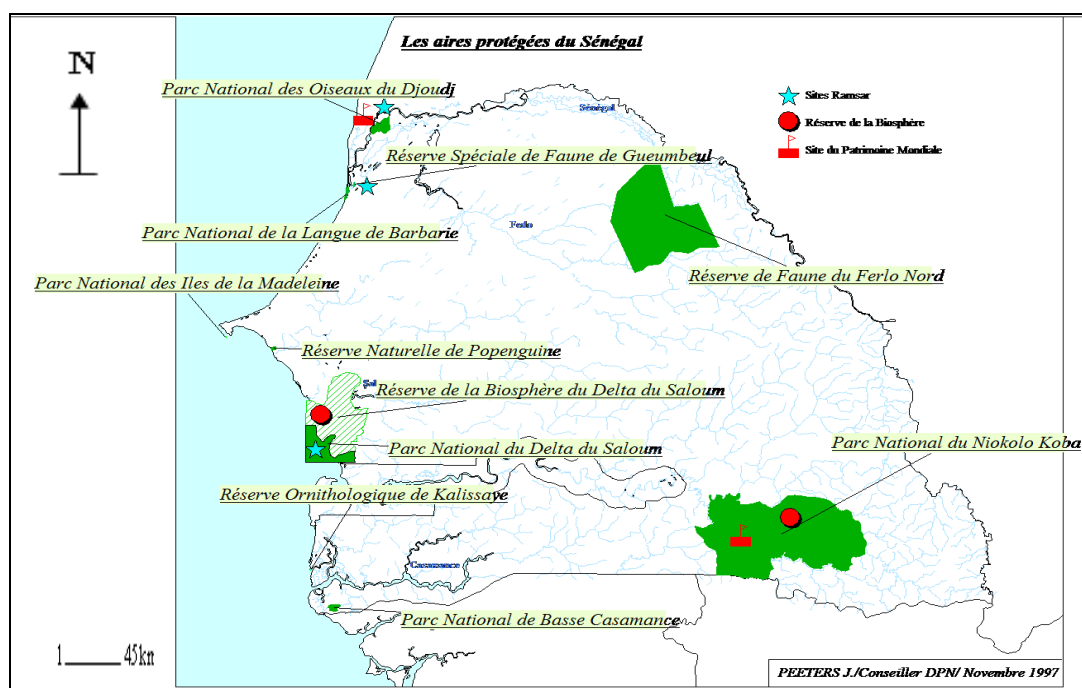 Les aires protégées du Sénégal
N
Parc National des Oiseaux du Djoudj
Sénégal
Sites Ramsar
Réserve de la Biosphère
Site du Patrimoine Mondiale
Réserve Spéciale de Faune de Gueumbeul
Ferlo
Parc National de la Langue de Barbarie
Réserve de Faune du Ferlo Nord
Parc National des Iles de la Madeleine
Réserve Naturelle de Popenguine
Sal
Réserve de la Biosphère du Delta du Saloum
Parc National du Niokolo Koba
Parc National du Delta du Saloum
Réserve Ornithologique de Kalissaye
Casamance
Parc National de Basse Casamance
1 45km
PEETERS J./Conseiller DPN/ Novembre 1997